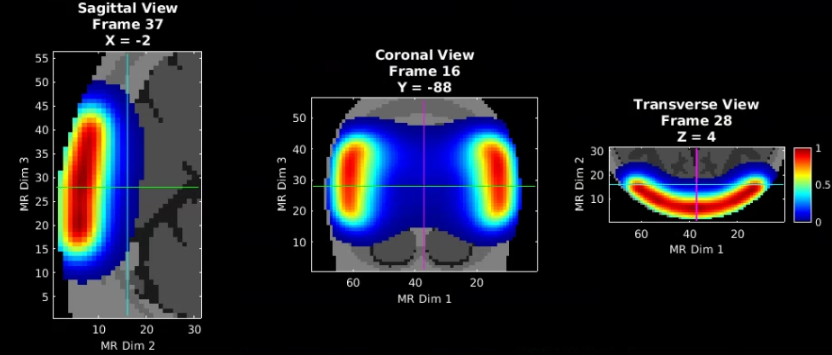 Sagittal View
Frame 37
X = -2
55
50
45
40
35
30
25
20
15
10
5
MR Dim 3
10 20 30
MR Dim 2
Coronal View
Frame 16
Y = -88
50
40
30
20
10
MR Dim 3
60 40 20
MR Dim 1
Transverse View
Frame 28
Z = 4
30
20
10
MR Dim 2
60 40 20
MR Dim 1
1
0.5
0